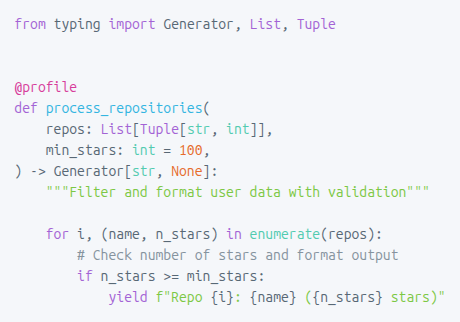 from typing import Generator, List, Tuple
@profile
def process_repositories(
    repos: List[Tuple[str, int]],
    min_stars: int = 100,
) -> Generator[str, None]:
    """Filter and format user data with validation"""
    for i, (name, n_stars) in enumerate(repos):
        # Check number of stars and format output
        if n_stars >= min_stars:
            yield f"Repo {i}: {name} ({n_stars} stars)"